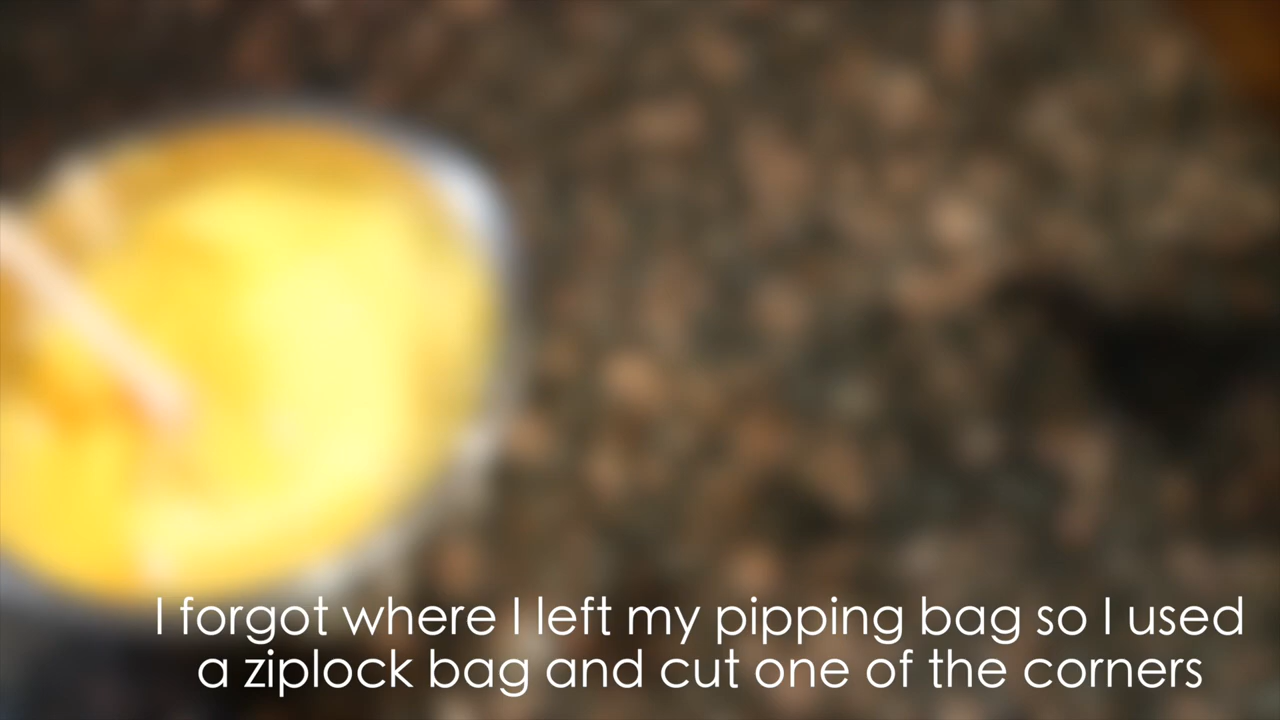 I forgot where I left my pipping bag so I used
a ziplock bag and cut one of the corners